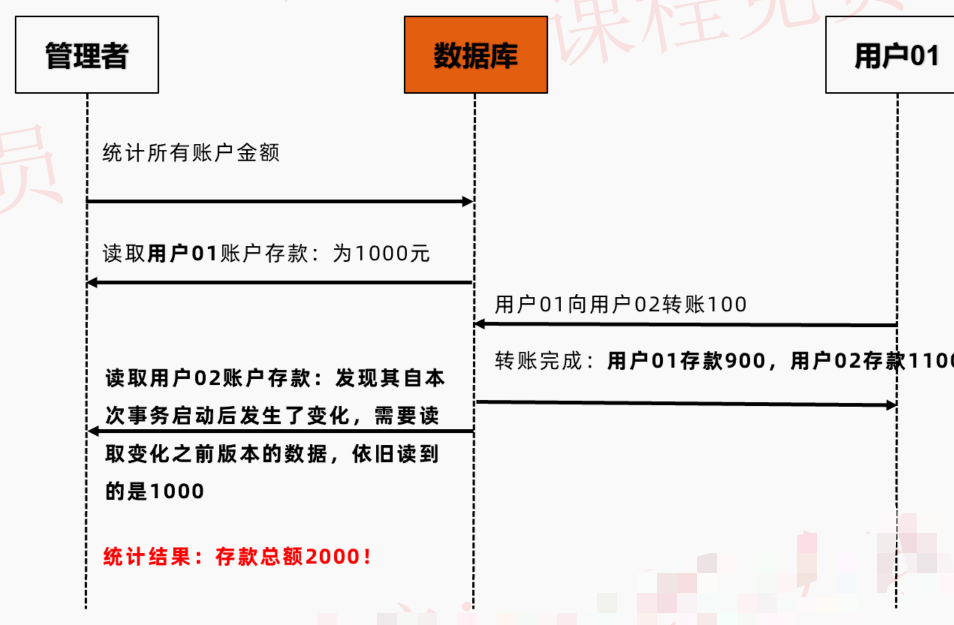 课程免责
员
管理者
数据库
用户01
统计所有账户金额
读取用户01账户存款：为1000元
用户01向用户02转账100
转账完成：用户01存款900，用户02存款1100
读取用户02账户存款：发现其自本
次事务启动后发生了变化，需要读
取变化之前版本的数据，依旧读到
的是1000
统计结果：存款总额2000！